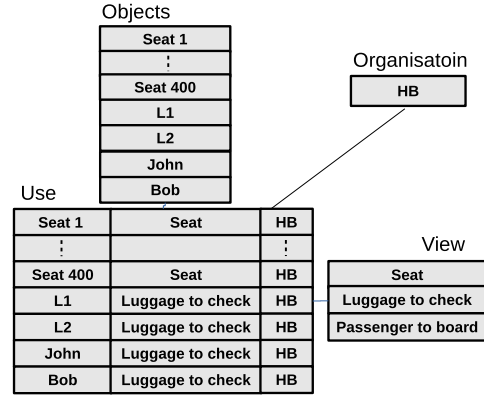 Objects
Seat 1
Seat 400
L1
L2
John
Bob
Organisatoin
HB
Use
Seat 1 Seat HB
Seat 400 Seat HB
L1 Luggage to check HB
L2 Luggage to check HB
John Luggage to check HB
Bob Luggage to check HB
View
Seat
Luggage to check
Passenger to board